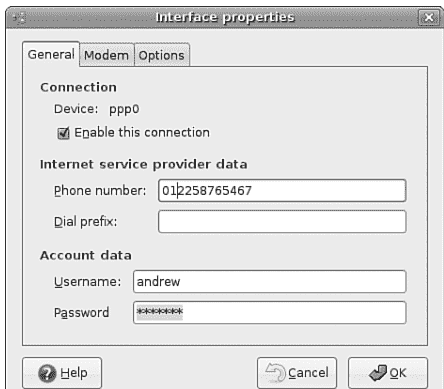 Interface properties
General Modem Options
Connection
Device: ppp0
Enable this connection
Internet service provider data
Phone number: 012258765467
Dial prefix:
Account data
Username: andrew
Password *******
Help Cancel OK